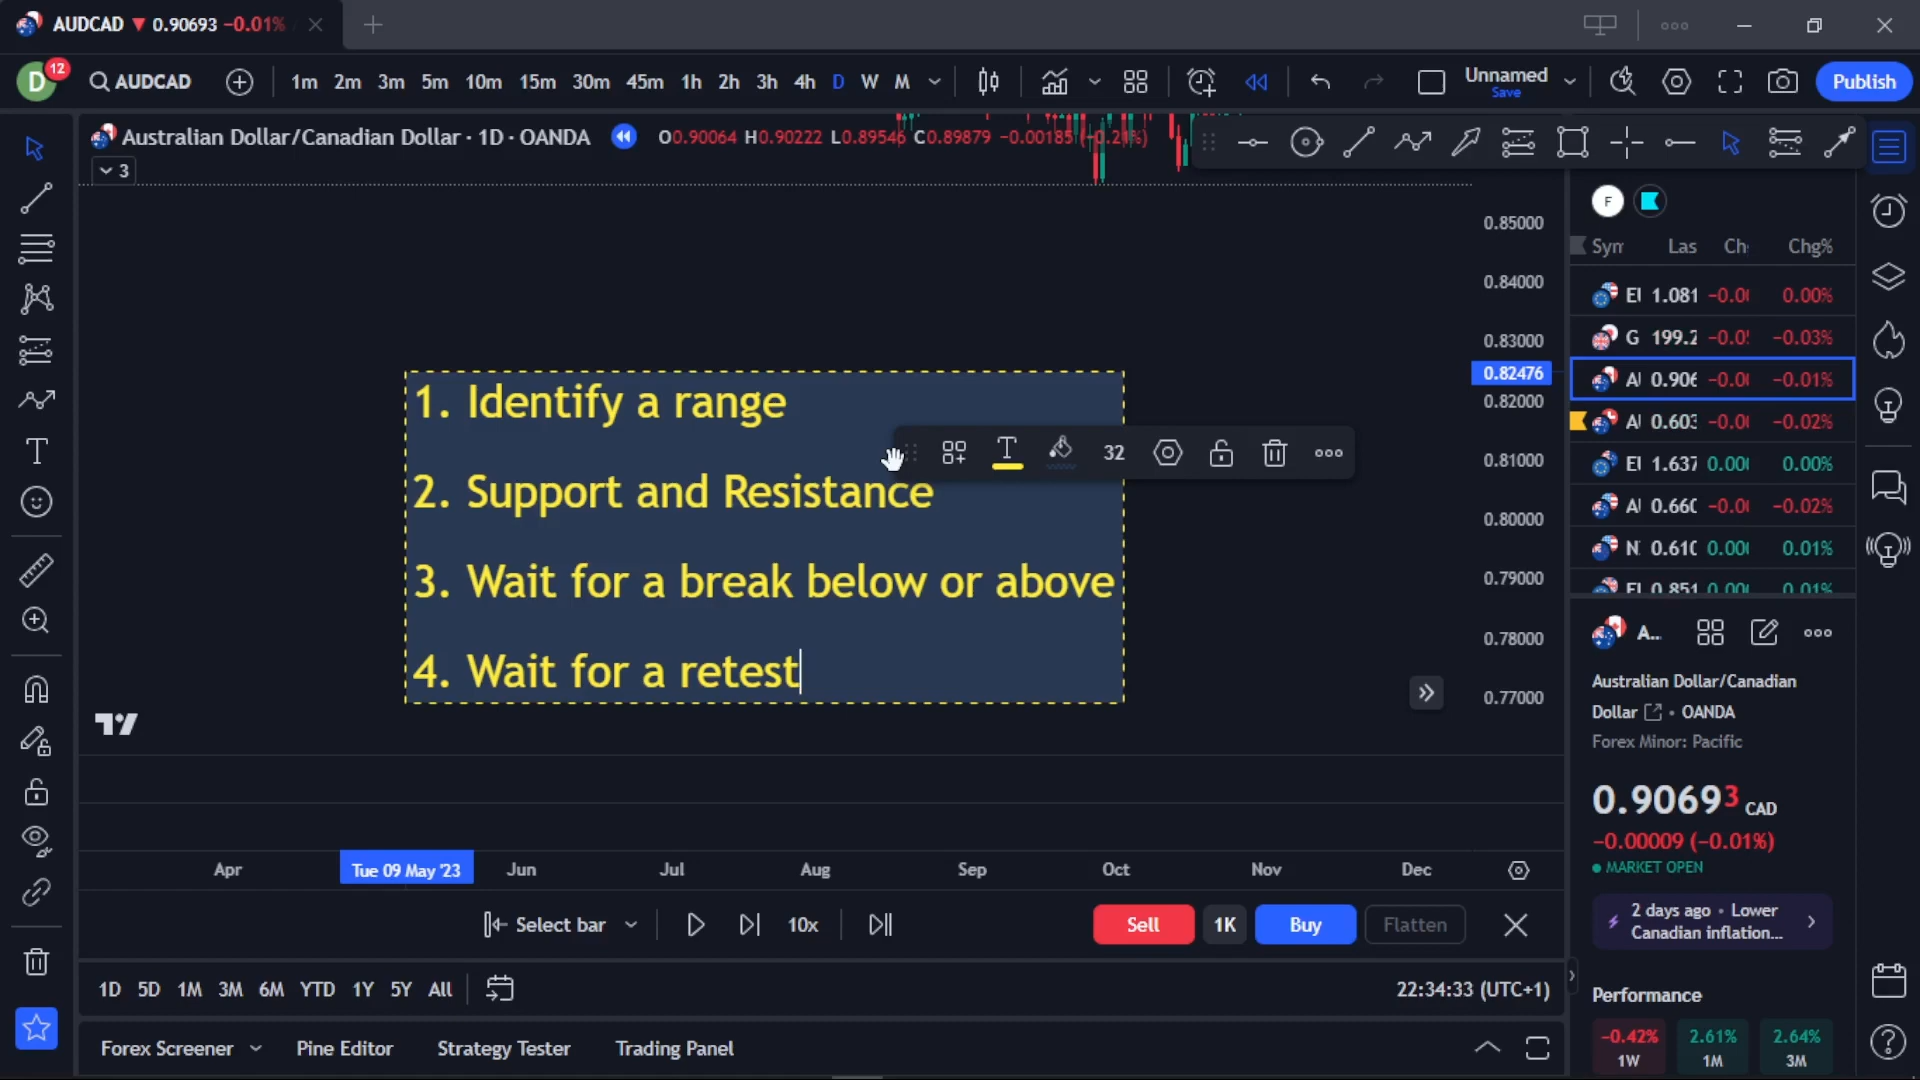 AUDCAD ▼ 0.90693 −0.01%
D 12 AUDCAD 1m 2m 3m 5m 10m 15m 30m 45m 1h 2h 3h 4h D W M Unnamed Save Publish
Australian Dollar/Canadian Dollar · 1D · OANDA O0.90064 H0.90222 L0.89546 C0.89879 −0.00185 (−0.21%)
3
F
Sym Las Ch Chg%
0.85000
0.84000
0.83000
0.82476
0.82000
0.81000
0.80000
0.79000
0.78000
0.77000
1. Identify a range
2. Support and Resistance
3. Wait for a break below or above
4. Wait for a retest
T 32
1.081 0.00%
G 199.2 −0.03%
0.906 −0.01%
0.603 −0.02%
1.637 0.00%
0.660 −0.02%
N 0.610 0.01%
0.851 0.01%
A...
Australian Dollar/Canadian
Dollar • OANDA
Forex Minor: Pacific
0.90693 CAD
−0.00009 (−0.01%)
MARKET OPEN
2 days ago • Lower
Canadian inflation...
Performance
−0.42% 2.61% 2.64%
1W 1M 3M
Apr Tue 09 May '23 Jun Jul Aug Sep Oct Nov Dec
Select bar 10x Sell 1K Buy Flatten
1D 5D 1M 3M 6M YTD 1Y 5Y All 22:34:33 (UTC+1)
Forex Screener Pine Editor Strategy Tester Trading Panel